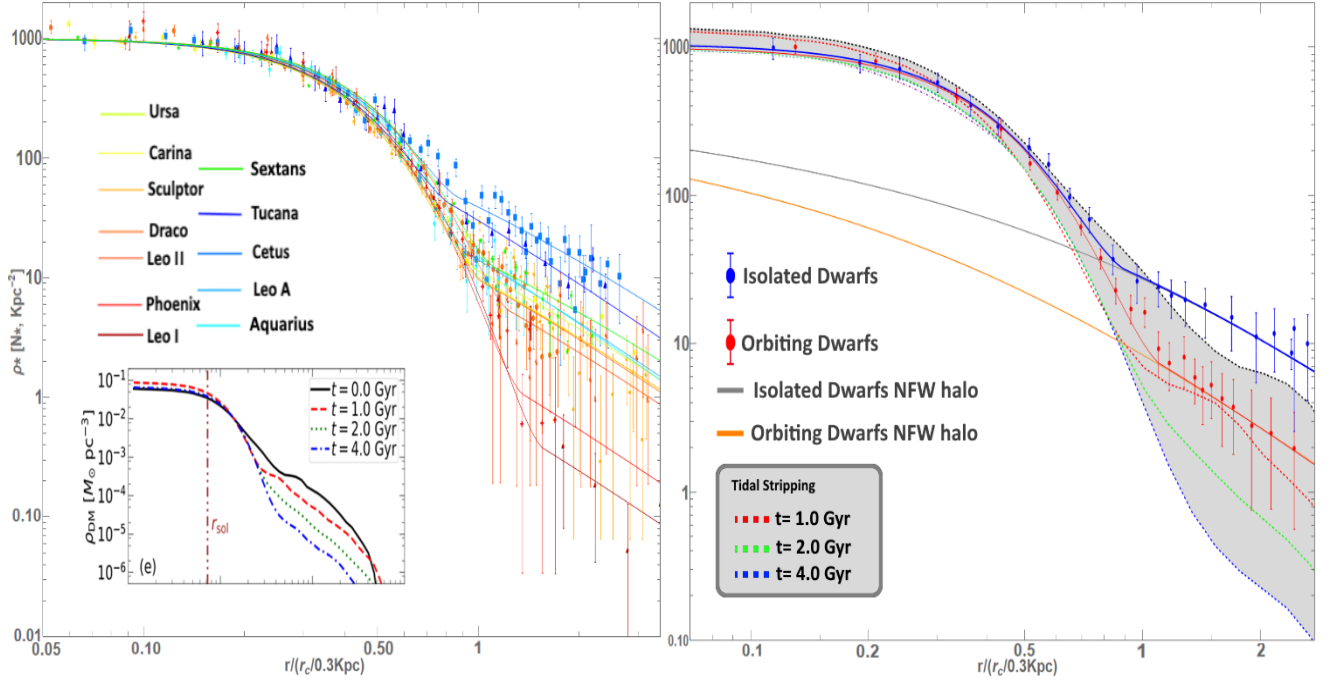 1000
100
10
1
0.10
0.01
ρ* [N*, Kpc⁻²]
Ursa
Carina
Sculptor
Draco
Leo II
Phoenix
Leo I
Sextans
Tucana
Cetus
Leo A
Aquarius
10⁻¹
10⁻²
10⁻³
10⁻⁴
10⁻⁵
10⁻⁶
ρDM [M⊙ pc⁻³]
t = 0.0 Gyr
t = 1.0 Gyr
t = 2.0 Gyr
t = 4.0 Gyr
rsol
(e)
0.05 0.10 0.50 1
r/(rc/0.3Kpc)
1000
100
10
1
0.10
Isolated Dwarfs
Orbiting Dwarfs
Isolated Dwarfs NFW halo
Orbiting Dwarfs NFW halo
Tidal Stripping
t= 1.0 Gyr
t= 2.0 Gyr
t= 4.0 Gyr
0.1 0.2 0.5 1 2
r/(rc/0.3Kpc)